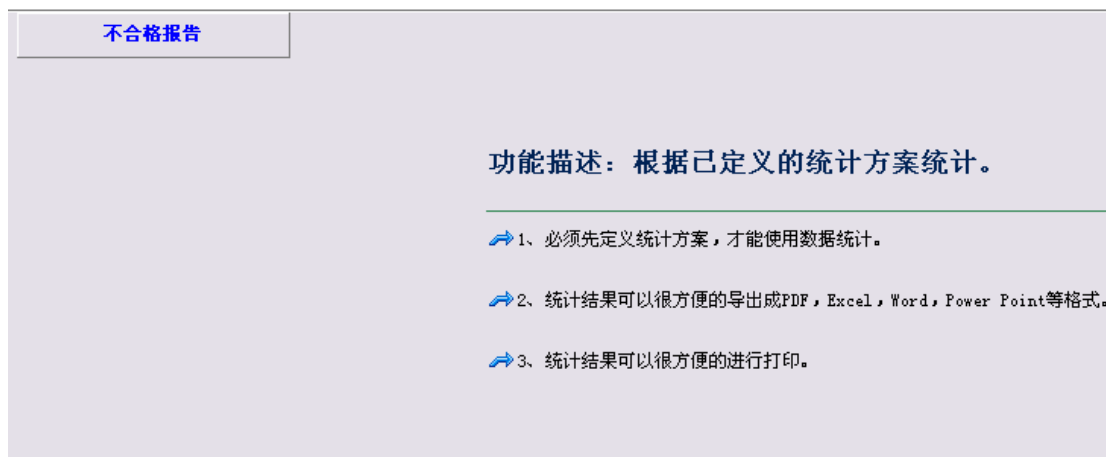 不合格报告
功能描述：根据已定义的统计方案统计。
1、必须先定义统计方案，才能使用数据统计。
2、统计结果可以很方便的导出成PDF，Excel，Word，Power Point等格式。
3、统计结果可以很方便的进行打印。